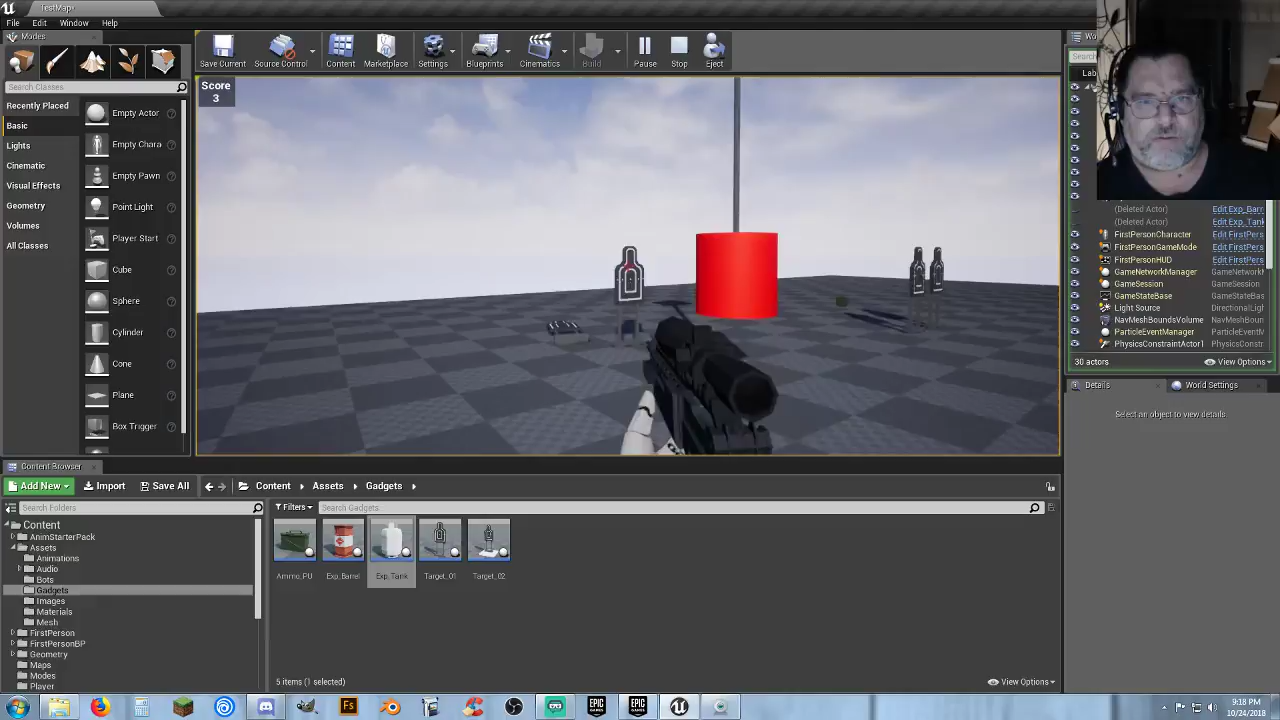 TestMap*
File Edit Window Help
Modes
Search Classes
Recently Placed
Basic
Lights
Cinematic
Visual Effects
Geometry
Volumes
All Classes
Empty Actor
Empty Chara
Empty Pawn
Point Light
Player Start
Cube
Sphere
Cylinder
Cone
Plane
Box Trigger
Save Current
Source Control
Content
Marketplace
Settings
Blueprints
Cinematics
Build
Pause
Stop
Eject
Score
3
Wo
Search
Lab
(Deleted Actor) Edit Exp_Barr
(Deleted Actor) Edit Exp_Tank
FirstPersonCharacter Edit FirstPers
FirstPersonGameMode Edit FirstPers
FirstPersonHUD Edit FirstPers
GameNetworkManager GameNetwork
GameSession GameSession
GameStateBase GameStateBas
Light Source DirectionalLigh
NavMeshBoundsVolume NavMeshBoun
ParticleEventManager ParticleEventM
PhysicsConstraintActor1 PhysicsConstr
30 actors View Options
Details World Settings
Select an object to view details.
Content Browser
Add New Import Save All Content Assets Gadgets
Search Folders
Filters Search Gadgets
Content
AnimStarterPack
Assets
Animations
Audio
Bots
Gadgets
Images
Materials
Mesh
FirstPerson
FirstPersonBP
Geometry
Maps
Modes
Player
Ammo_PU
Exp_Barrel
Exp_Tank
Target_01
Target_02
5 items (1 selected) View Options
Fs
EPIC GAMES
EPIC GAMES
9:18 PM
10/24/2018